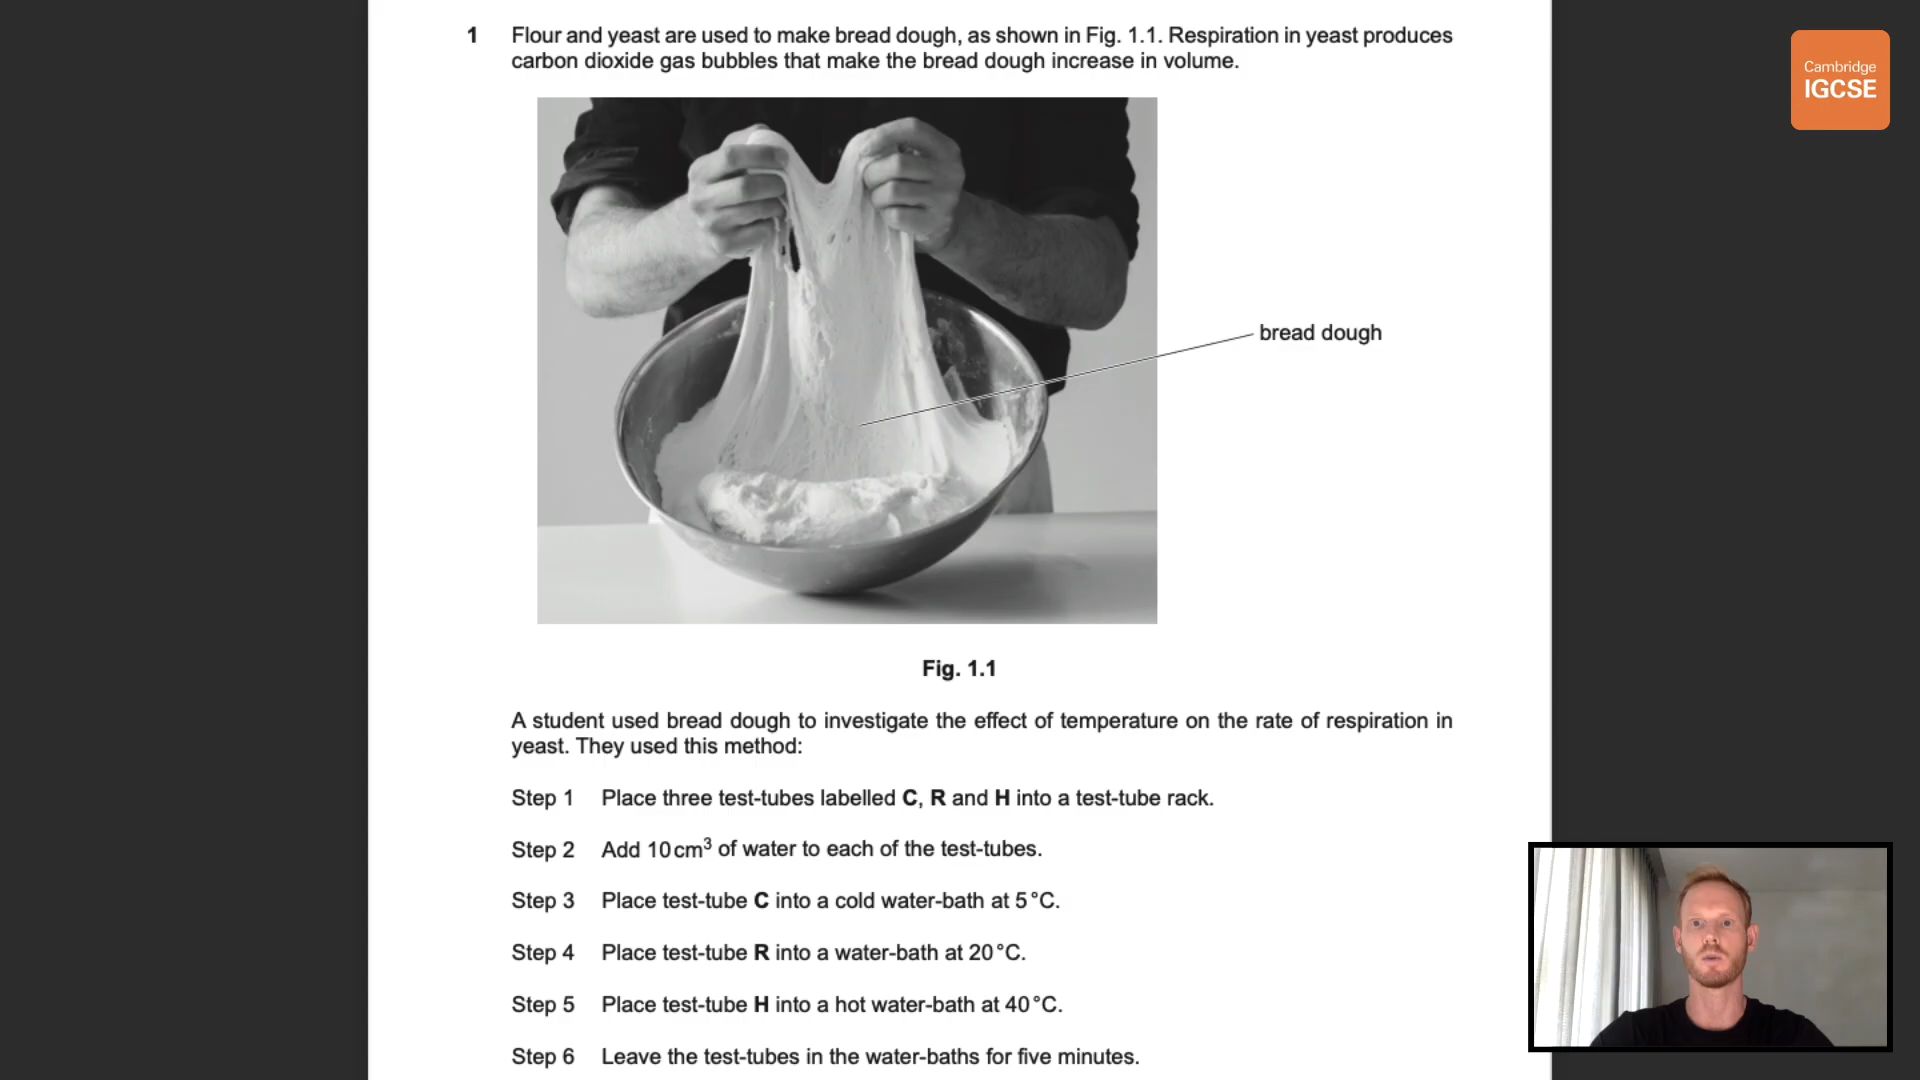 1 Flour and yeast are used to make bread dough, as shown in Fig. 1.1. Respiration in yeast produces
carbon dioxide gas bubbles that make the bread dough increase in volume.
Cambridge
IGCSE
bread dough
Fig. 1.1
A student used bread dough to investigate the effect of temperature on the rate of respiration in
yeast. They used this method:
Step 1 Place three test-tubes labelled C, R and H into a test-tube rack.
Step 2 Add 10 cm³ of water to each of the test-tubes.
Step 3 Place test-tube C into a cold water-bath at 5 °C.
Step 4 Place test-tube R into a water-bath at 20 °C.
Step 5 Place test-tube H into a hot water-bath at 40 °C.
Step 6 Leave the test-tubes in the water-baths for five minutes.